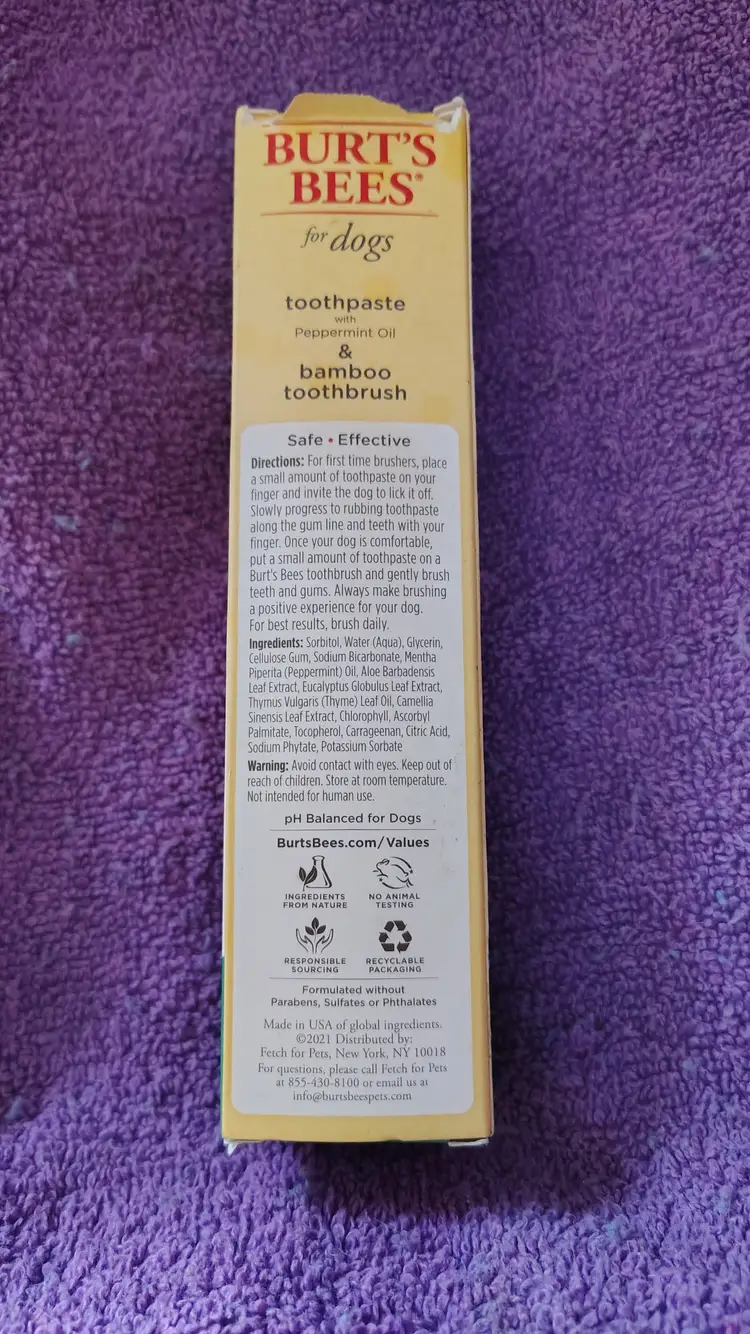 BURT'S
BEES®
for dogs
toothpaste
with
Peppermint Oil
&
bamboo
toothbrush
Safe • Effective
Directions: For first time brushers, place
a small amount of toothpaste on your
finger and invite the dog to lick it off.
Slowly progress to rubbing toothpaste
along the gum line and teeth with your
finger. Once your dog is comfortable,
put a small amount of toothpaste on a
Burt's Bees toothbrush and gently brush
teeth and gums. Always make brushing
a positive experience for your dog.
For best results, brush daily.
Ingredients: Sorbitol, Water (Aqua), Glycerin,
Cellulose Gum, Sodium Bicarbonate, Mentha
Piperita (Peppermint) Oil, Aloe Barbadensis
Leaf Extract, Eucalyptus Globulus Leaf Extract,
Thymus Vulgaris (Thyme) Leaf Oil, Camellia
Sinensis Leaf Extract, Chlorophyll, Ascorbyl
Palmitate, Tocopherol, Carrageenan, Citric Acid,
Sodium Phytate, Potassium Sorbate
Warning: Avoid contact with eyes. Keep out of
reach of children. Store at room temperature.
Not intended for human use.
pH Balanced for Dogs
BurtsBees.com/Values
INGREDIENTS
FROM NATURE
NO ANIMAL
TESTING
RESPONSIBLE
SOURCING
RECYCLABLE
PACKAGING
Formulated without
Parabens, Sulfates or Phthalates
Made in USA of global ingredients.
©2021 Distributed by:
Fetch for Pets, New York, NY 10018
For questions, please call Fetch for Pets
at 855-430-8100 or email us at
info@burtsbeespets.com